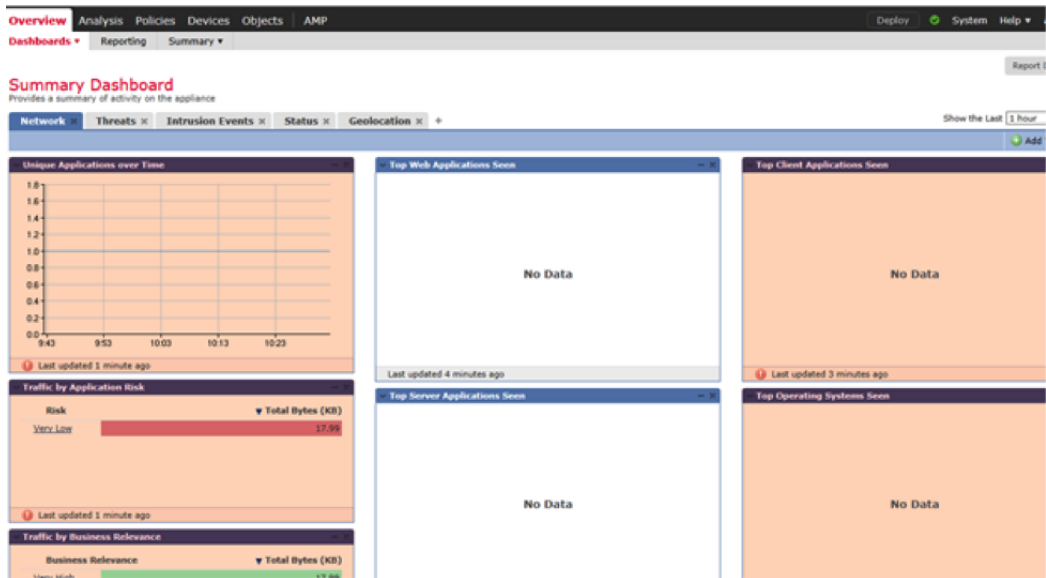 Overview Analysis Policies Devices Objects AMP Deploy System Help ▾
Dashboards ▾ Reporting Summary ▾
Report
Summary Dashboard
Provides a summary of activity on the appliance
Network × Threats × Intrusion Events × Status × Geolocation × + Show the Last 1 hour
Add
Unique Applications over Time
1.8
1.6
1.4
1.2
1.0
0.8
0.6
0.4
0.2
0.0
9:43 9:53 10:03 10:13 10:23
Last updated 1 minute ago
Top Web Applications Seen
No Data
Last updated 4 minutes ago
Top Client Applications Seen
No Data
Last updated 3 minutes ago
Traffic by Application Risk
Risk ▼ Total Bytes (KB)
Very Low 17.99
Last updated 1 minute ago
Top Server Applications Seen
No Data
Top Operating Systems Seen
No Data
Traffic by Business Relevance
Business Relevance ▼ Total Bytes (KB)
Very High 17.99